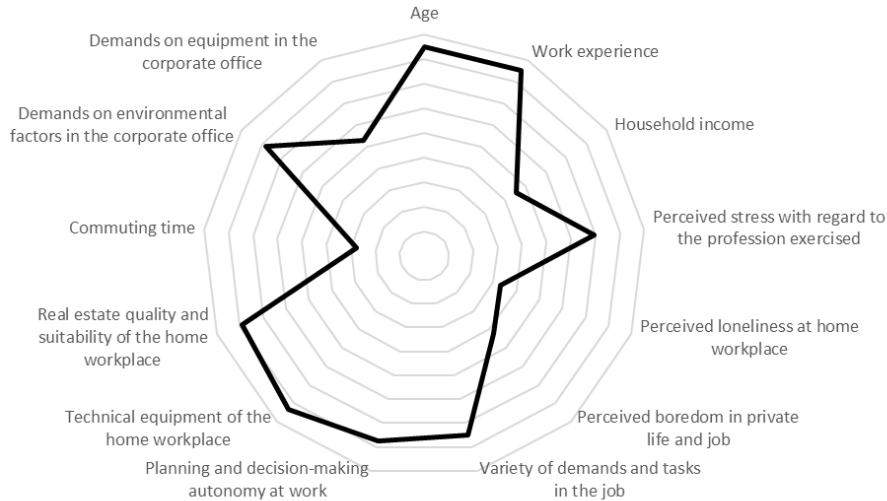 Age
Work experience
Household income
Perceived stress with regard to
the profession exercised
Perceived loneliness at home
workplace
Perceived boredom in private
life and job
Variety of demands and tasks
in the job
Planning and decision-making
autonomy at work
Technical equipment of the
home workplace
Real estate quality and
suitability of the home
workplace
Commuting time
Demands on environmental
factors in the corporate office
Demands on equipment in the
corporate office